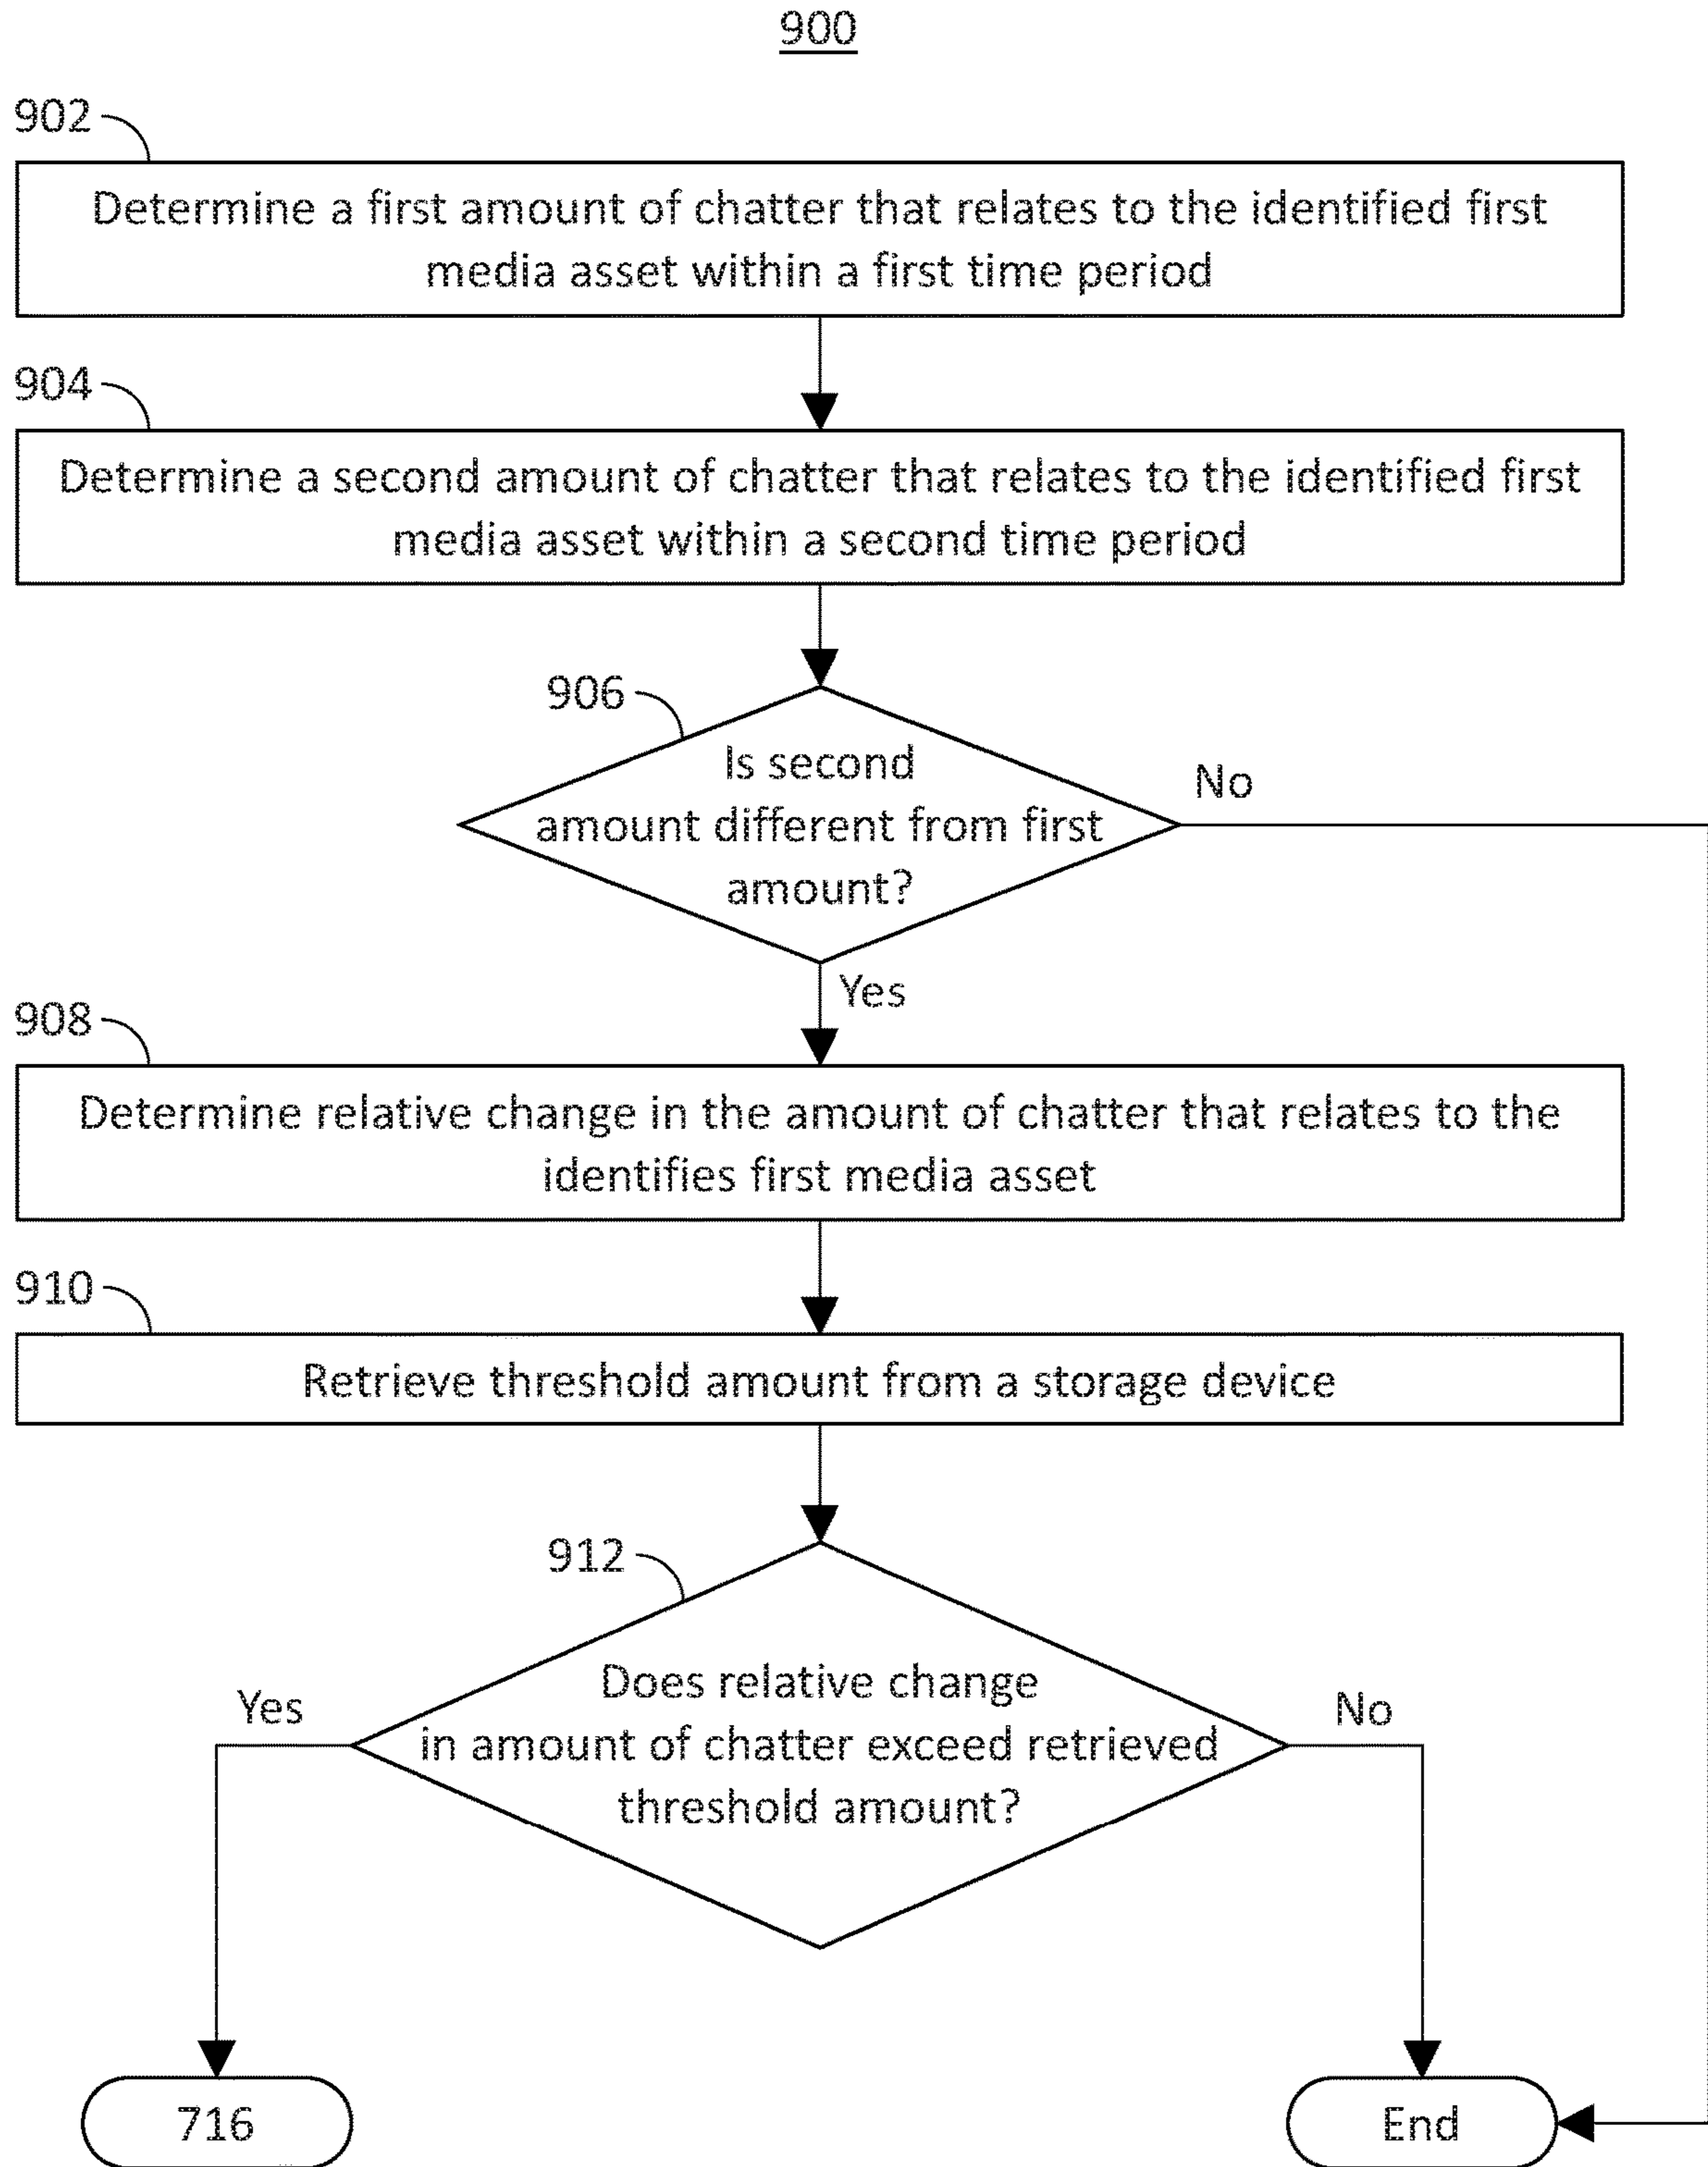 900
902
Determine a first amount of chatter that relates to the identified first
media asset within a first time period
904
Determine a second amount of chatter that relates to the identified first
media asset within a second time period
906
Is second
amount different from first
amount?
No
Yes
908
Determine relative change in the amount of chatter that relates to the
identifies first media asset
910
Retrieve threshold amount from a storage device
912
Does relative change
in amount of chatter exceed retrieved
threshold amount?
Yes
No
716
End